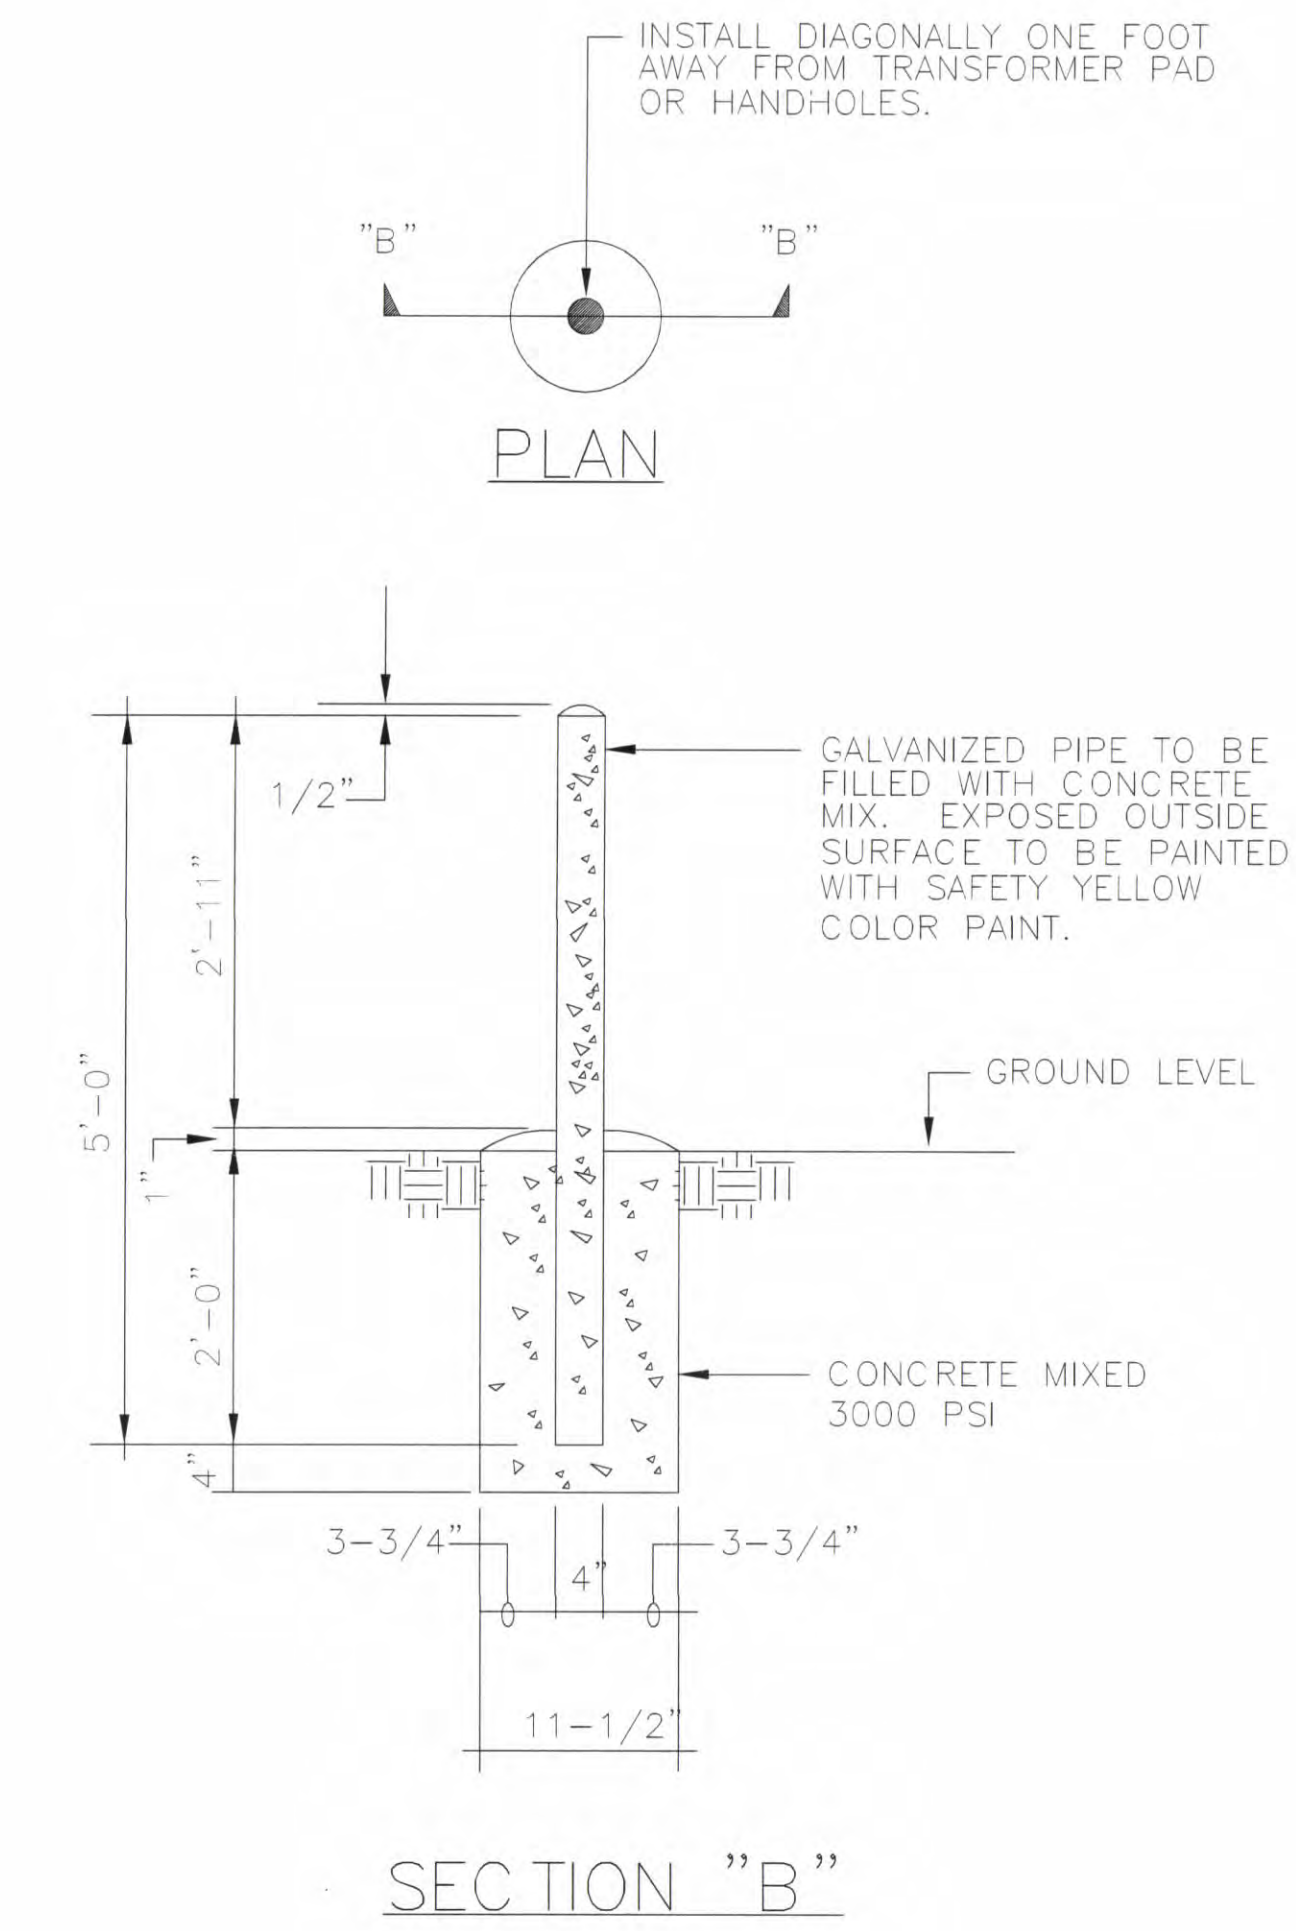 INSTALL DIAGONALLY ONE FOOT
AWAY FROM TRANSFORMER PAD
OR HANDHOLES.
"B"
"B"
PLAN
1/2"
GALVANIZED PIPE TO BE
FILLED WITH CONCRETE
MIX. EXPOSED OUTSIDE
SURFACE TO BE PAINTED
WITH SAFETY YELLOW
COLOR PAINT.
2'-11"
5'-0"
GROUND LEVEL
1"
2'-0"
CONCRETE MIXED
3000 PSI
4"
3-3/4"
3-3/4"
4"
11-1/2"
SECTION "B"